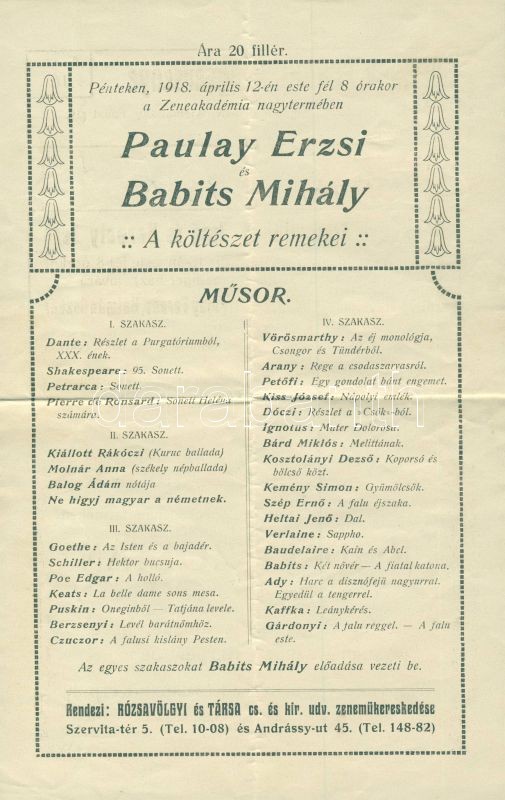 Ára 20 fillér.
Pénteken, 1918. április 12-én este fél 8 órakor
a Zeneakadémia nagytermében
Paulay Erzsi
és
Babits Mihály
:: A költészet remekei ::
MŰSOR.
I. SZAKASZ.
Dante: Részlet a Purgatóriumból,
XXX. ének.
Shakespeare: 95. Sonett.
Petrarca: Sonett.
Pierre de Ronsard: Sonett Heléna
számára.
II. SZAKASZ.
Kiállott Rákóczi (Kuruc ballada)
Molnár Anna (székely népballada)
Balog Ádám nótája
Ne higyj magyar a németnek.
III. SZAKASZ.
Goethe: Az Isten és a bajadér.
Schiller: Hektor bucsuja.
Poe Edgar: A holló.
Keats: La belle dame sons mesa.
Puskin: Oneginből — Tatjána levele.
Berzsenyi: Levél barátnőmhöz.
Czuczor: A falusi kislány Pesten.
IV. SZAKASZ.
Vörösmarthy: Az éj monológja,
Csongor és Tündérből.
Arany: Rege a csodaszarvasról.
Petőfi: Egy gondolat bánt engemet.
Kiss József: Nápolyi emlék.
Dóczi: Részlet a Csókból.
Ignotus: Mater Dolorosa.
Bárd Miklós: Melittának.
Kosztolányi Dezső: Koporsó és
bölcső közt.
Kemény Simon: Gyümölcsök.
Szép Ernő: A falu éjszaka.
Heltai Jenő: Dal.
Verlaine: Sappho.
Baudelaire: Kain és Abel.
Babits: Két nővér — A fiatal katona.
Ady: Harc a disznófejű nagyurral.
Egyedül a tengerrel.
Kaffka: Leánykérés.
Gárdonyi: A falu reggel. — A falu
este.
Az egyes szakaszokat Babits Mihály előadása vezeti be.
Rendezi: RÓZSAVÖLGYI és TÁRSA cs. és kir. udv. zeneműkereskedése
Szervita-tér 5. (Tel. 10-08) és Andrássy-ut 45. (Tel. 148-82)